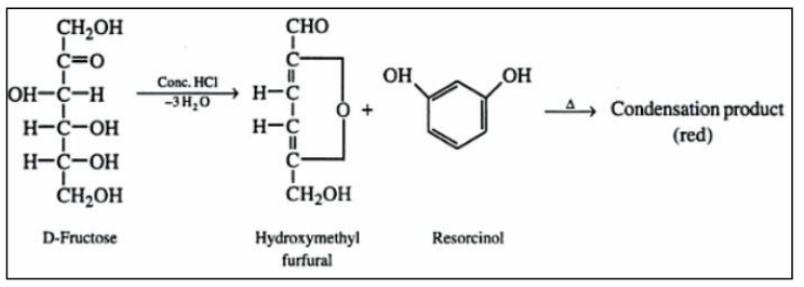 CH₂OH
C=O
OH-C-H
H-C-OH
H-C-OH
CH₂OH
D-Fructose
Conc. HCl
-3 H₂O
CHO
C
H-C
O
H-C
C
CH₂OH
Hydroxymethyl
furfural
+
OH
OH
Resorcinol
Δ
Condensation product
(red)